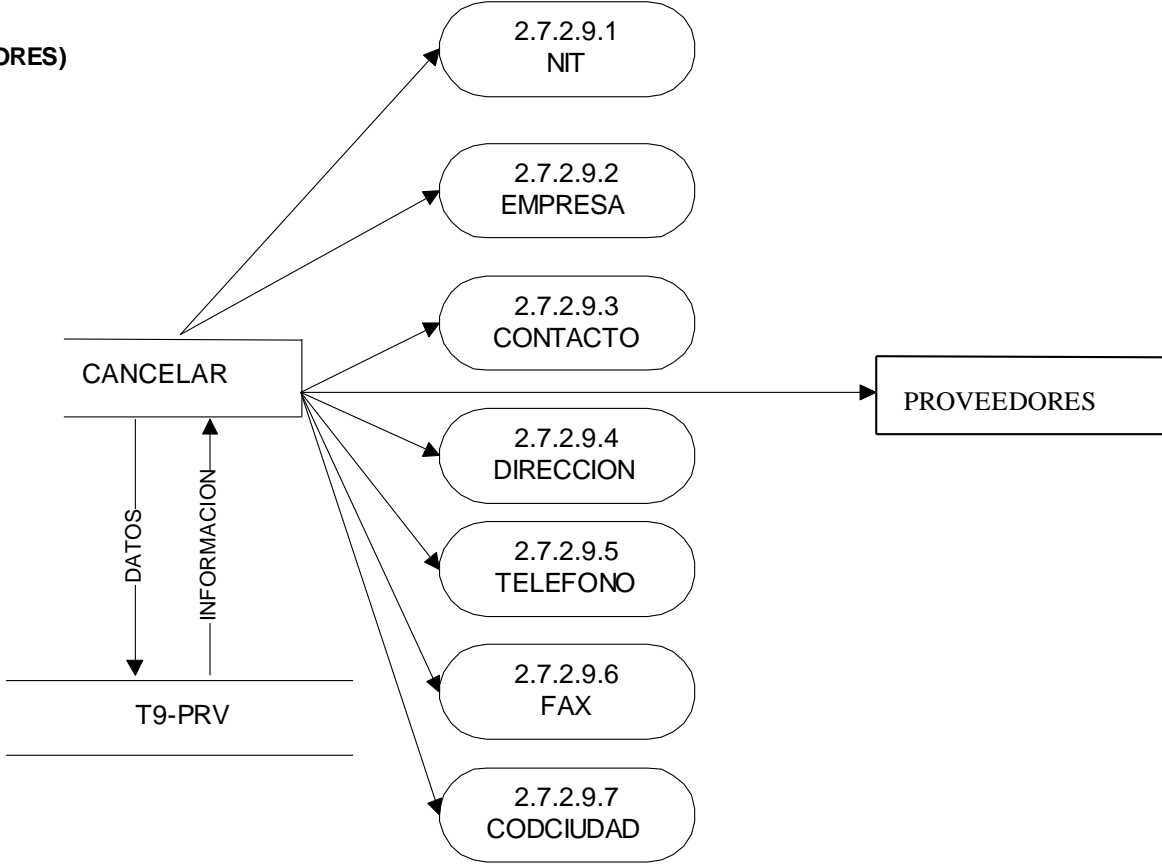 ORES)
2.7.2.9.1
NIT
2.7.2.9.2
EMPRESA
2.7.2.9.3
CONTACTO
CANCELAR
PROVEEDORES
2.7.2.9.4
DIRECCION
DATOS
INFORMACION
2.7.2.9.5
TELEFONO
2.7.2.9.6
FAX
T9-PRV
2.7.2.9.7
CODCIUDAD